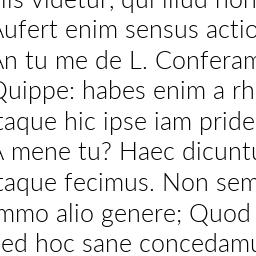 videtur, qui illud non
Aufert enim sensus actio
An tu me de L. Conferam
Quippe: habes enim a rh
taque hic ipse iam pride
A mene tu? Haec dicuntu
taque fecimus. Non sem
mmo alio genere; Quod
ed hoc sane concedamu